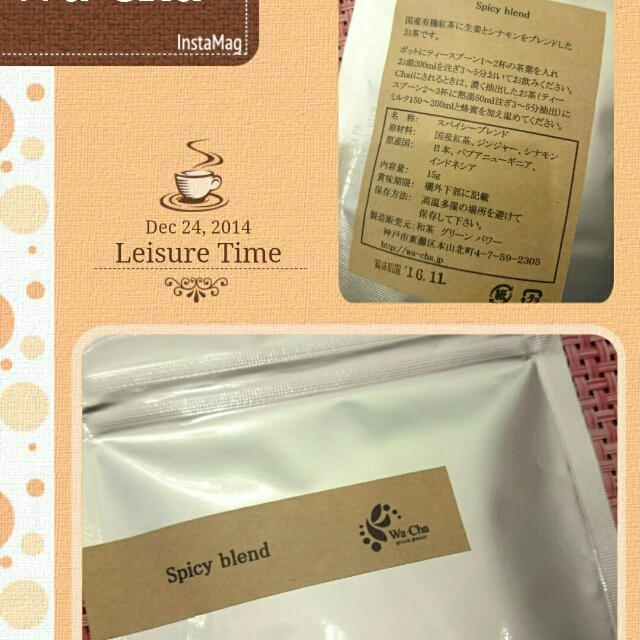 InstaMag
Dec 24, 2014
Leisure Time
Spicy blend
国産有機紅茶に生姜とシナモンをブレンドした
お茶です。
ポットにティースプーン1~2杯の茶葉を入れ
お湯200mlを注ぎ3~5分おいてお飲みください。
Chaiにされるときは、濃く抽出したお茶(ティー
スプーン2~3杯に熱湯50ml注ぎ3~5分抽出)に
ミルク150~200mlと蜂蜜を加え温めてください。
名 称: スパイシーブレンド
原材料: 国産紅茶、ジンジャー、シナモン
原産国: 日本、パプアニューギニア、
インドネシア
内容量: 15g
賞味期限: 欄外下部に記載
保存方法: 高温多湿の場所を避けて
保存して下さい。
製造販売元:和茶 グリーン パワー
神戸市東灘区本山北町4-7-59-2305
http://wa-cha.jp
賞味期限 '16.11.
紙
プラ
Spicy blend
Wa-Cha
green power